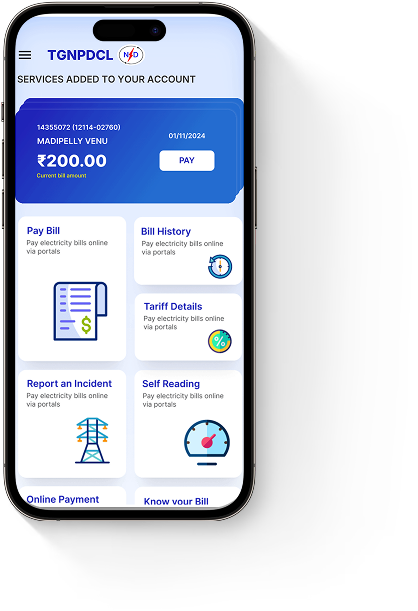 TGNPDCL
SERVICES ADDED TO YOUR ACCOUNT
14355072 (12114-02760)
01/11/2024
MADIPELLY VENU
₹200.00
PAY
Current bill amount
Pay Bill
Pay electricity bills online
via portals
Bill History
Pay electricity bills online
via portals
Tariff Details
Pay electricity bills online
via portals
Report an Incident
Pay electricity bills online
via portals
Self Reading
Pay electricity bills online
via portals
Online Payment
Know your Bill